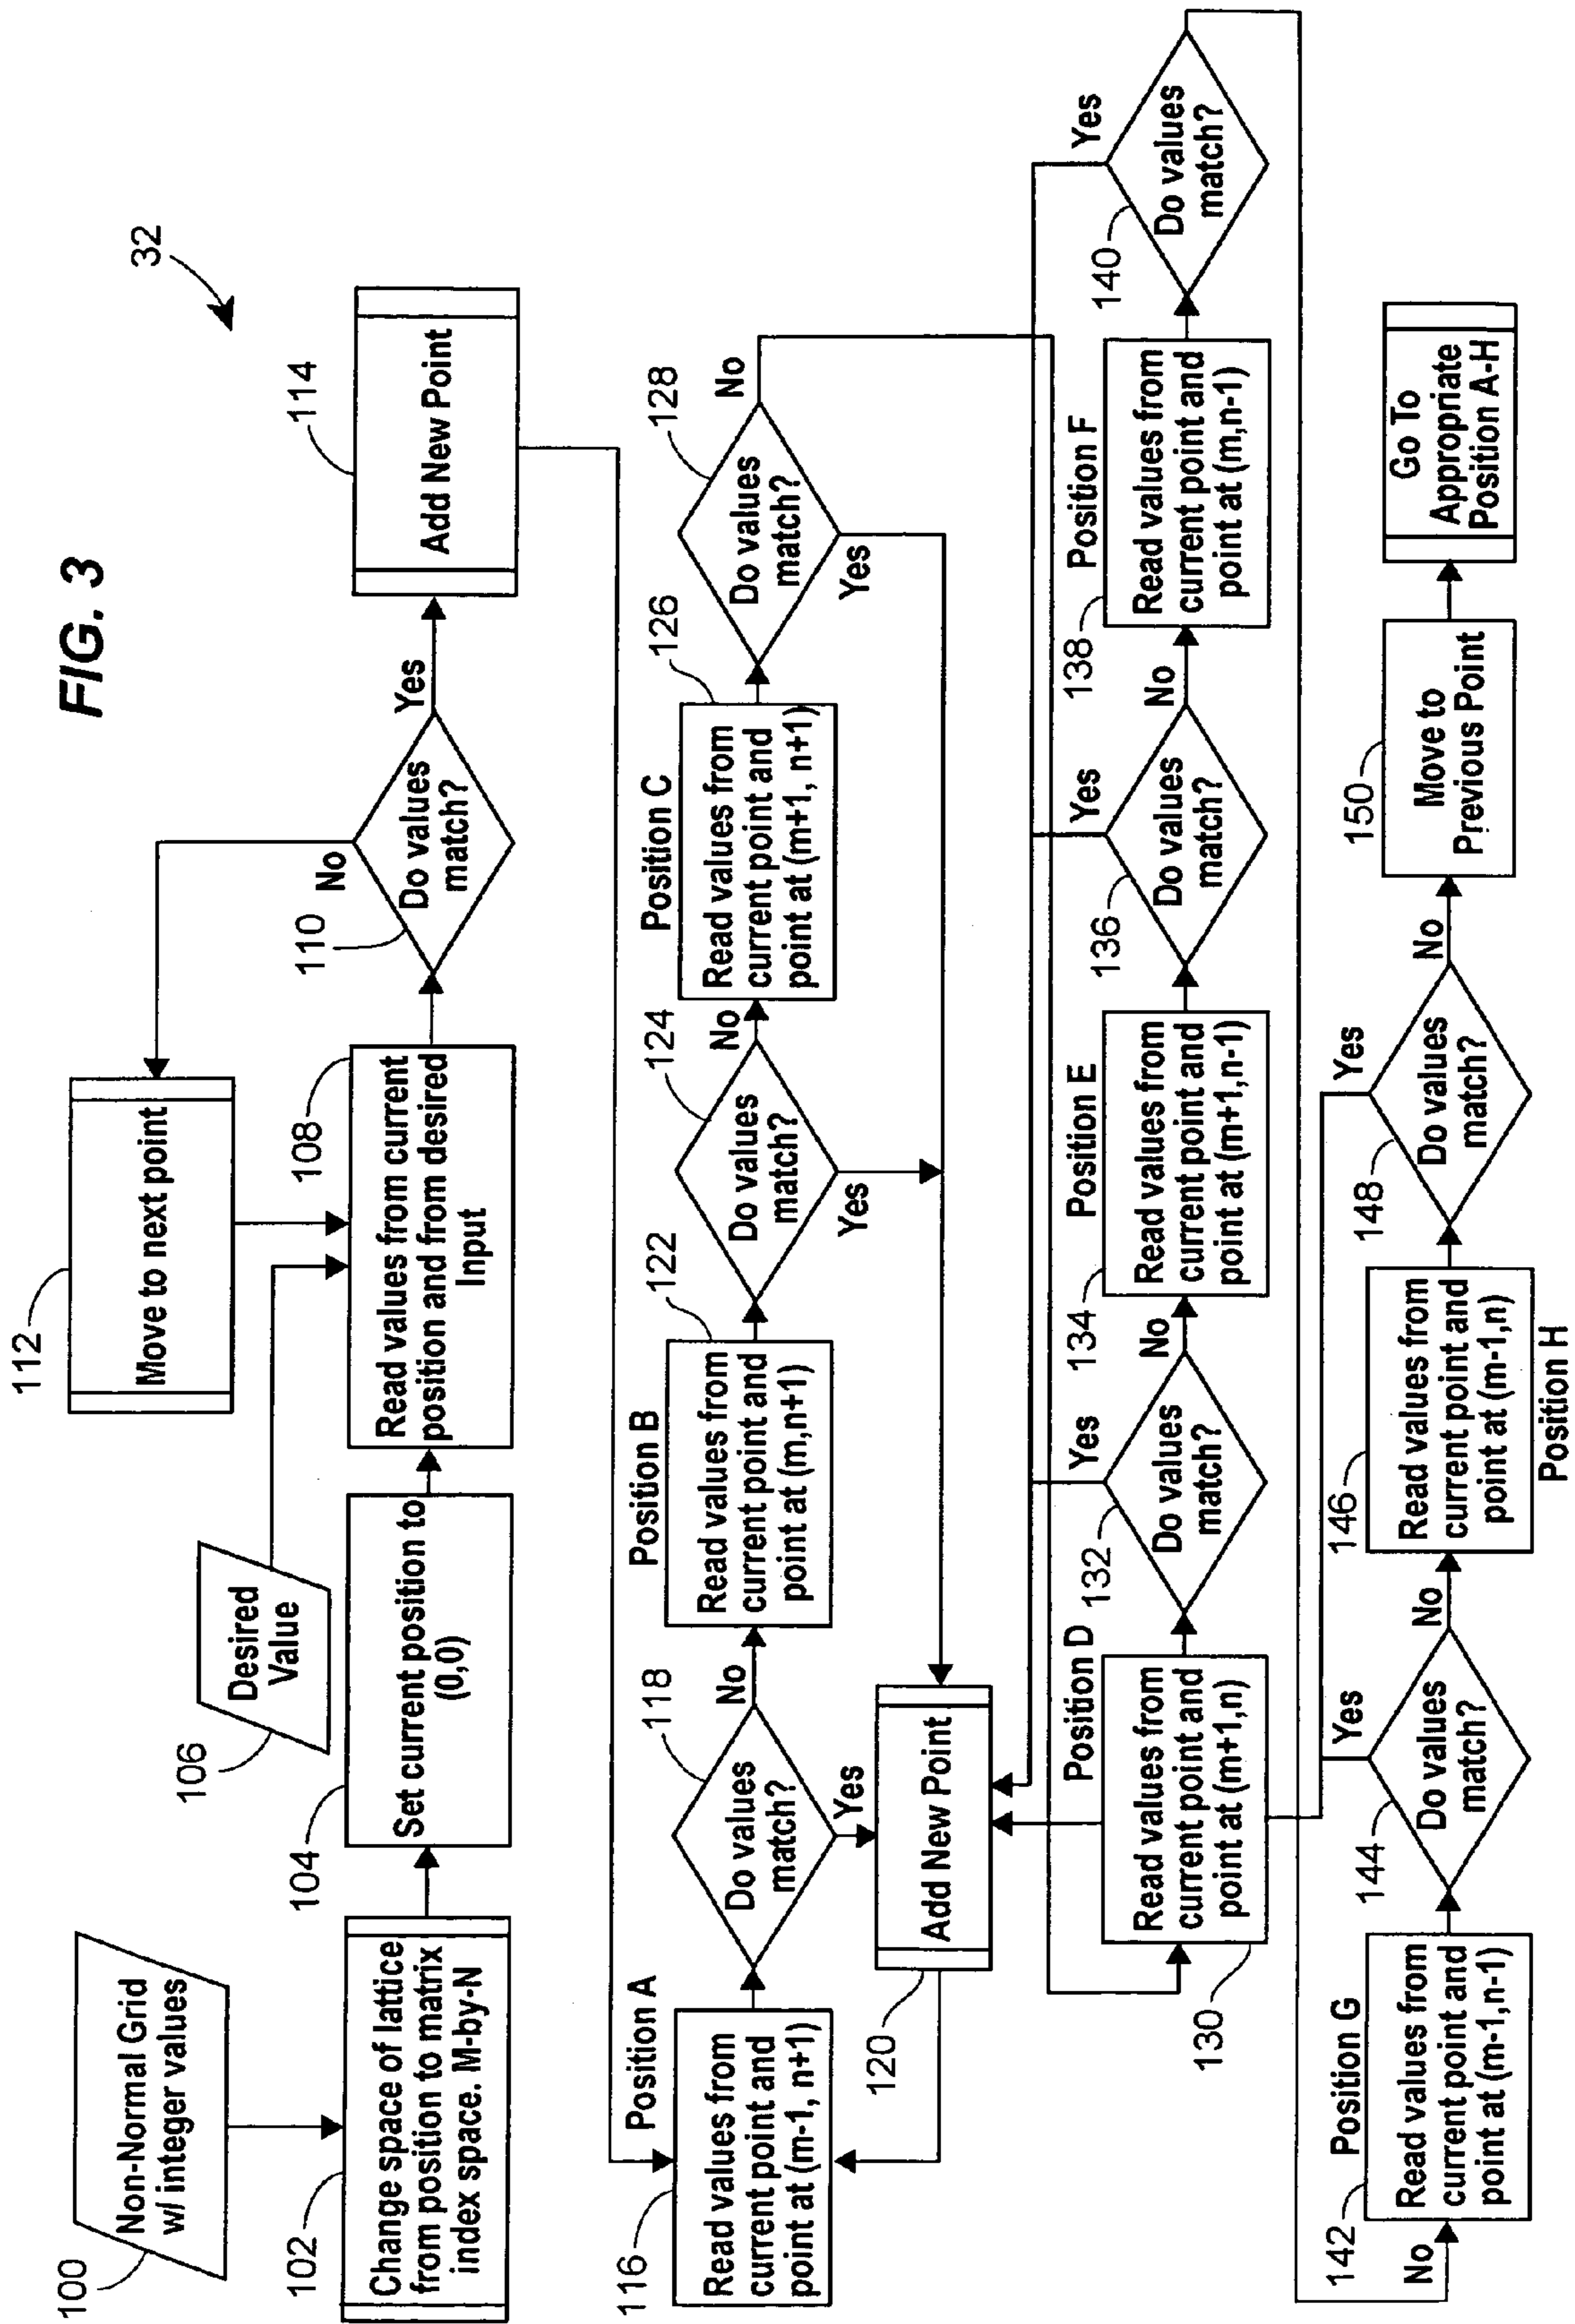 FIG. 3
32
100
Non-Normal Grid
w/ integer values
102
Change space of lattice
from position to matrix
index space. M-by-N
104
Set current position to
(0,0)
106
Desired
Value
108
Read values from current
position and from desired
Input
110
Do values
match?
No
Yes
112
Move to next point
114
Add New Point
Position A
116
Read values from
current point and
point at (m-1, n+1)
118
Do values
match?
No
Yes
120
Add New Point
Position B
122
Read values from
current point and
point at (m,n+1)
124
Do values
match?
No
Yes
Position C
126
Read values from
current point and
point at (m+1, n+1)
128
Do values
match?
No
Yes
Position D
130
Read values from
current point and
point at (m+1,n)
132
Do values
match?
Yes
No
Position E
134
Read values from
current point and
point at (m+1,n-1)
136
Do values
match?
Yes
No
Position F
138
Read values from
current point and
point at (m,n-1)
140
Do values
match?
Yes
No
Position G
142
Read values from
current point and
point at (m-1,n-1)
144
Do values
match?
Yes
No
146
Read values from
current point and
point at (m-1,n)
Position H
148
Do values
match?
Yes
No
150
Move to
Previous Point
Go To
Appropriate
Position A-H